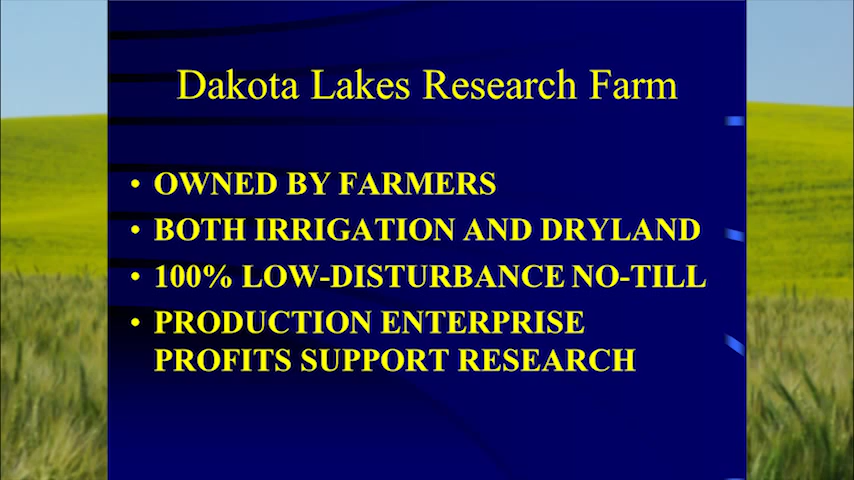 Dakota Lakes Research Farm
• OWNED BY FARMERS
• BOTH IRRIGATION AND DRYLAND
• 100% LOW-DISTURBANCE NO-TILL
• PRODUCTION ENTERPRISE
PROFITS SUPPORT RESEARCH